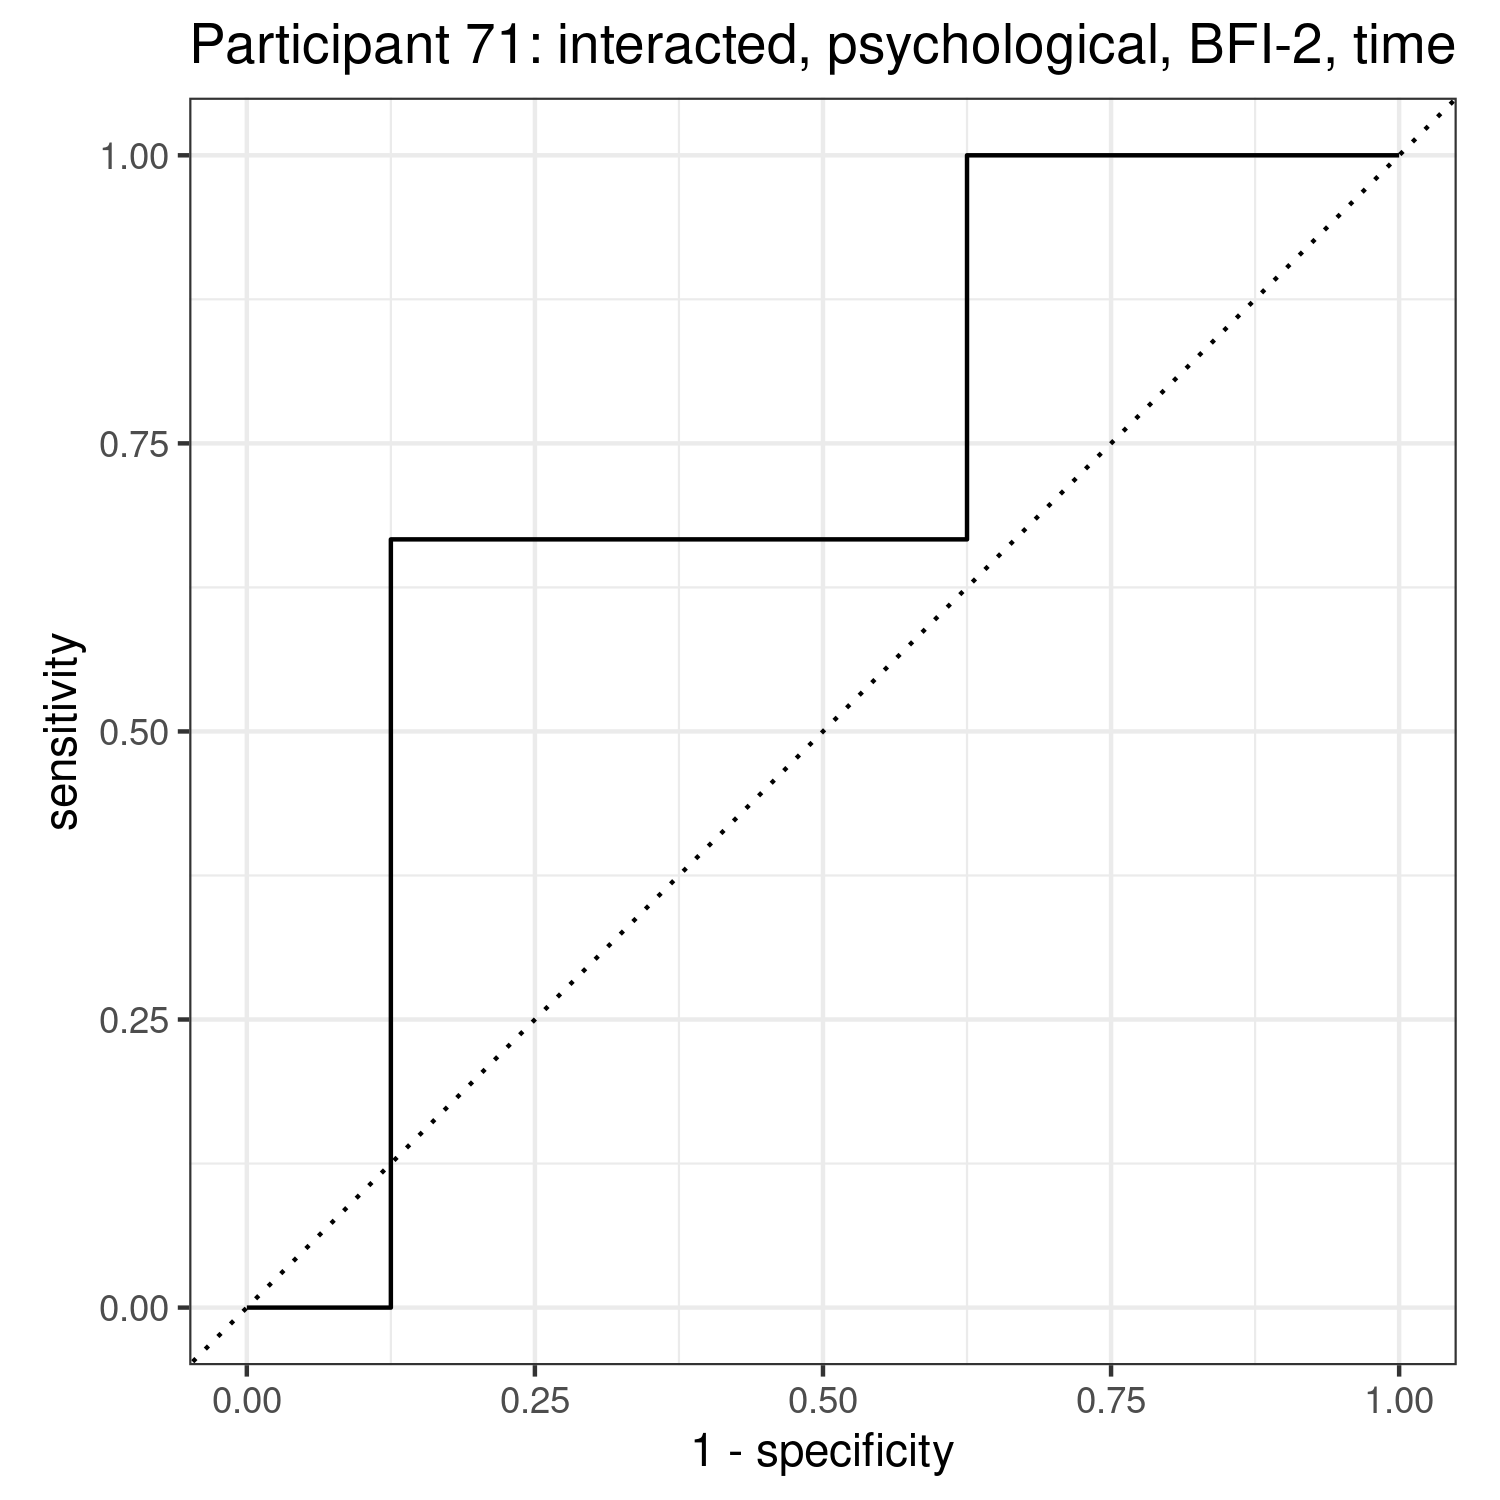 Participant 71: interacted, psychological, BFI-2, time
1.00
0.75
0.50
0.25
0.00
sensitivity
0.00 0.25 0.50 0.75 1.00
1 - specificity